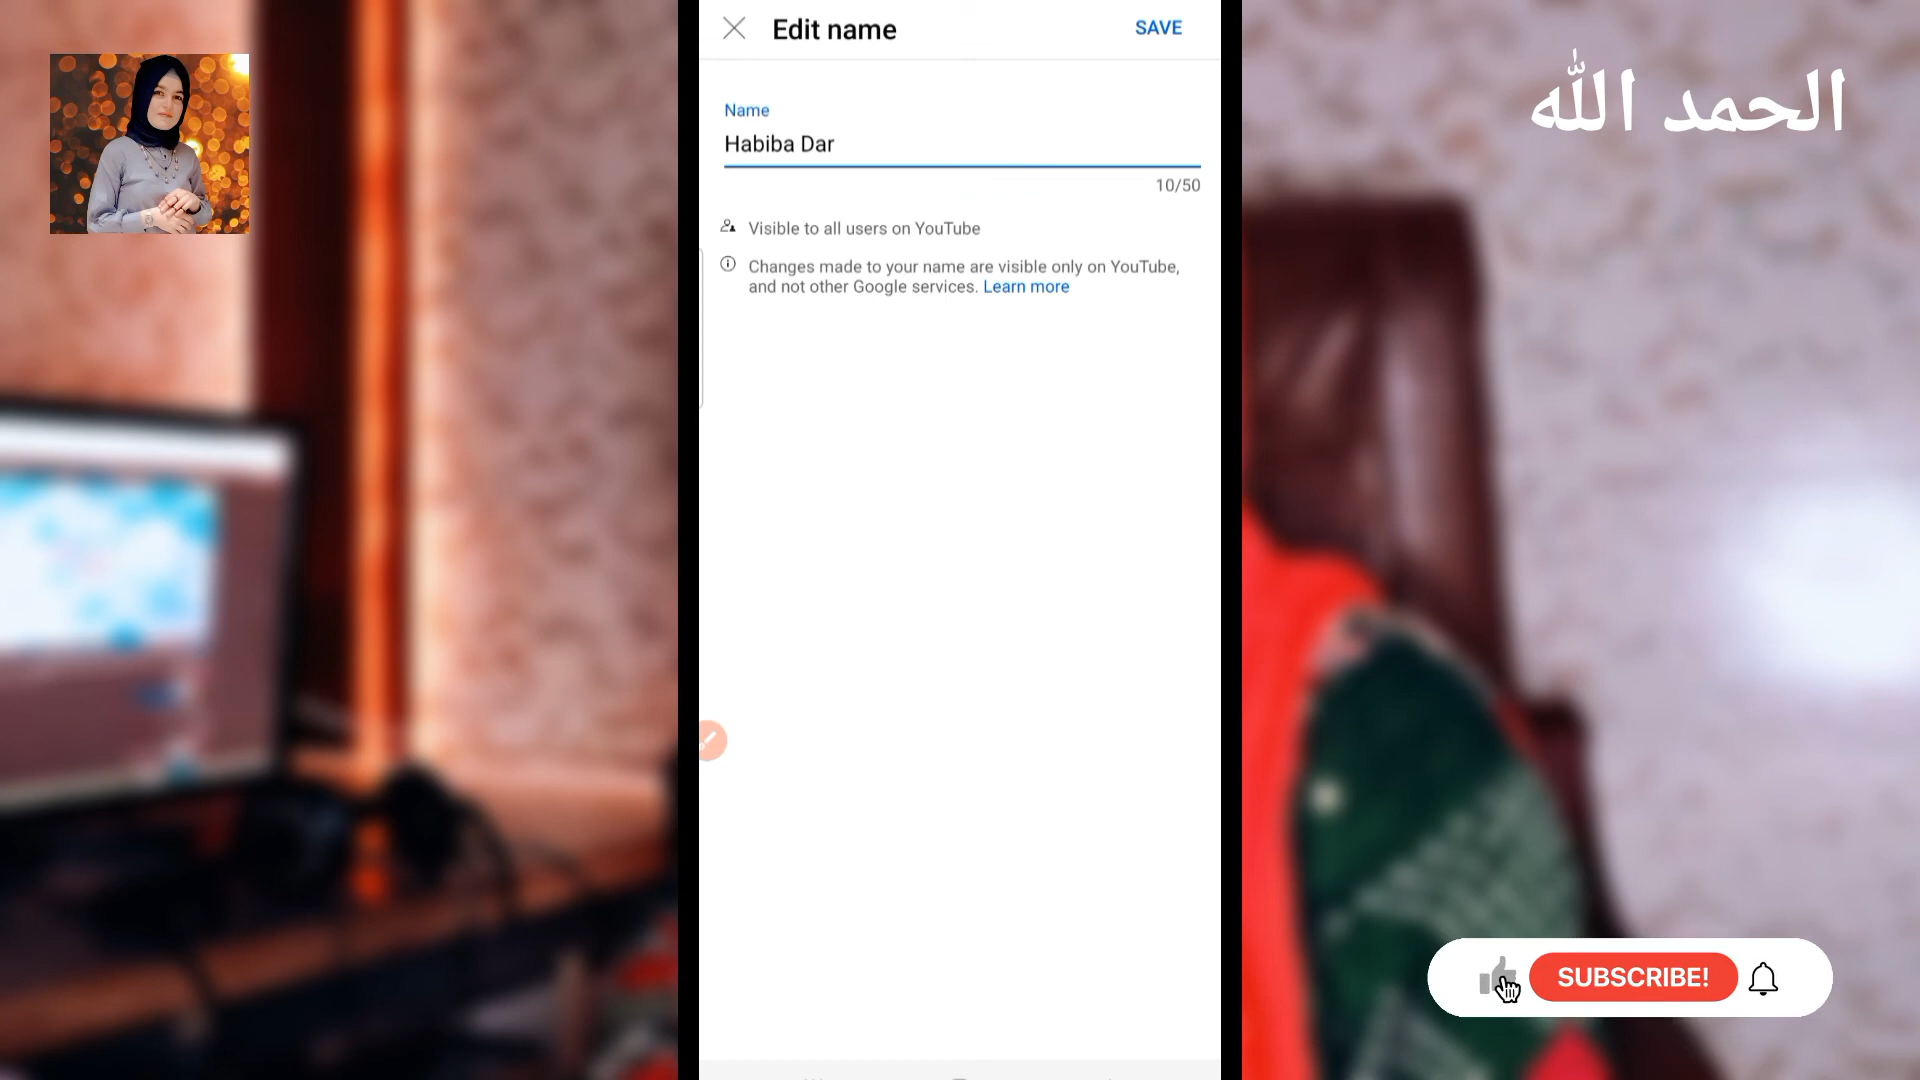 Edit name
SAVE
Name
Habiba Dar
10/50
Visible to all users on YouTube
Changes made to your name are visible only on YouTube,
and not other Google services. Learn more
الحمد الله
SUBSCRIBE!